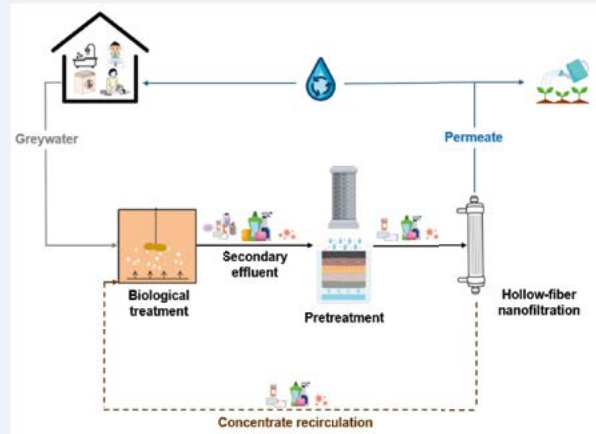 Greywater
Permeate
Secondary
effluent
Biological
treatment
Pretreatment
Hollow-fiber
nanofiltration
Concentrate recirculation